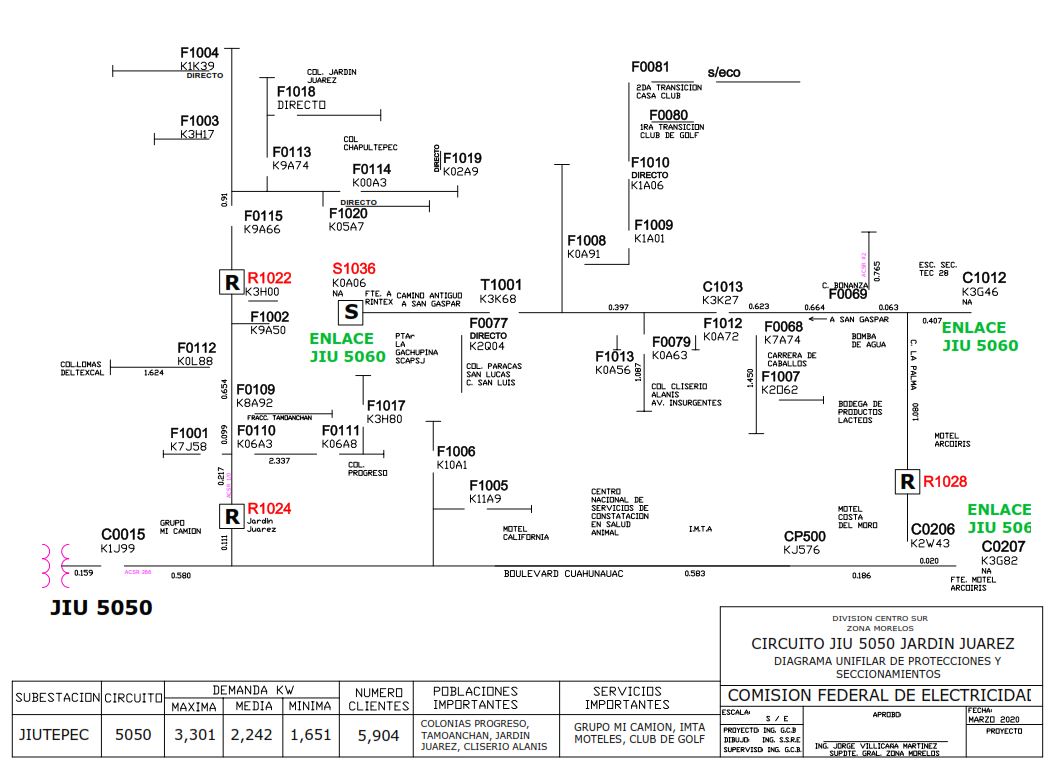 F1004
K1K39
DIRECTO
COL. JARDIN
JUAREZ
F1018
DIRECTO
F1003
K3H17
F0113
K9A74
COL
CHAPULTEPEC
F0114
K00A3
DIRECTO
F1019
K02A9
0.91
DIRECTO
F1020
K05A7
F0115
K9A66
F0081
s/eco
2DA TRANSICION
CASA CLUB
F0080
1RA TRANSICION
CLUB DE GOLF
F1010
DIRECTO
K1A06
F1009
K1A01
F1008
K0A91
R
R1022
K3H00
S1036
K0A06
NA
S
FTE. A
RINTEX
CAMINO ANTIGUO
A SAN GASPAR
T1001
K3K68
0.397
C1013
K3K27
0.623
0.664
C. BONANZA
F0069
0.063
ACSR #2
0.765
ESC. SEC.
TEC 28
C1012
K3G46
NA
0.407
ENLACE
JIU 5060
F1002
K9A50
ENLACE
JIU 5060
PTAr
LA
GACHUPINA
SCAPSJ
F0077
DIRECTO
K2Q04
COL. PARACAS
SAN LUCAS
C. SAN LUIS
F1013
K0A56
F0079
K0A63
1.087
F1012
K0A72
COL CLISERIO
ALANIS
AV. INSURGENTES
F0068
K7A74
A SAN GASPAR
BOMBA
DE AGUA
CARRERA DE
CABALLOS
1.450
F1007
K2062
BODEGA DE
PRODUCTOS
LACTEOS
C. LA PALMA
1.080
MOTEL
ARCOIRIS
COL.LOMAS
DELTEXCAL
1.624
F0112
K0L88
0.654
F0109
K8A92
FRACC. TAMOANCHAN
F1017
K3H80
0.099
F1001
K7J58
F0110
K06A3
2.337
F0111
K06A8
COL.
PROGRESO
0.217
ACSR 1/0
F1006
K10A1
F1005
K11A9
R
R1024
Jardin
Juarez
0.111
R
R1028
GRUPO
MI CAMION
C0015
K1J99
0.159
ACSR 266
0.580
MOTEL
CALIFORNIA
CENTRO
NACIONAL DE
SERVICIOS DE
CONSTATACION
EN SALUD
ANIMAL
I.M.T.A
BOULEVARD CUAHUNAUAC
0.583
CP500
KJ576
0.186
MOTEL
COSTA
DEL MORO
C0206
K2W43
0.020
ENLACE
JIU 506
C0207
K3G82
NA
FTE. MOTEL
ARCOIRIS
JIU 5050
DIVISION CENTRO SUR
ZONA MORELOS
CIRCUITO JIU 5050 JARDIN JUAREZ
DIAGRAMA UNIFILAR DE PROTECCIONES Y
SECCIONAMIENTOS
COMISION FEDERAL DE ELECTRICIDAD
ESCALA:
S / E
PROYECTO: ING. G.C.B
DIBUJO: ING. S.S.R.E
SUPERVISO: ING. G.C.B.
APROBO:
ING. JORGE VILLICAÑA MARTINEZ
SUPDTE. GRAL. ZONA MORELOS
FECHA:
MARZO 2020
PROYECTO
SUBESTACION CIRCUITO DEMANDA KW NUMERO CLIENTES POBLACIONES IMPORTANTES SERVICIOS IMPORTANTES
MAXIMA MEDIA MINIMA
JIUTEPEC 5050 3,301 2,242 1,651 5,904
COLONIAS PROGRESO,
TAMOANCHAN, JARDIN
JUAREZ, CLISERIO ALANIS
GRUPO MI CAMION, IMTA
MOTELES, CLUB DE GOLF